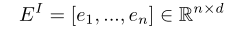 E^I = [e_1, ..., e_n] ∈ ℝ^{n×d}